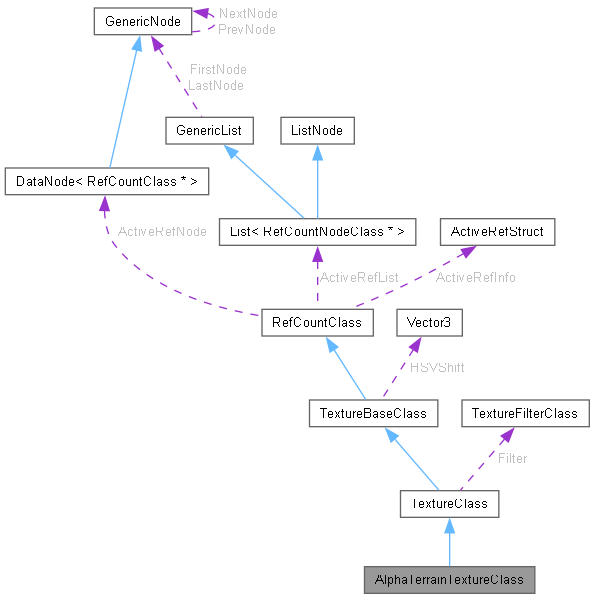 GenericNode
NextNode
PrevNode
FirstNode
LastNode
GenericList
ListNode
DataNode< RefCountClass * >
List< RefCountNodeClass * >
ActiveRefStruct
ActiveRefNode
ActiveRefList
ActiveRefInfo
RefCountClass
Vector3
HSVShift
TextureBaseClass
TextureFilterClass
Filter
TextureClass
AlphaTerrainTextureClass